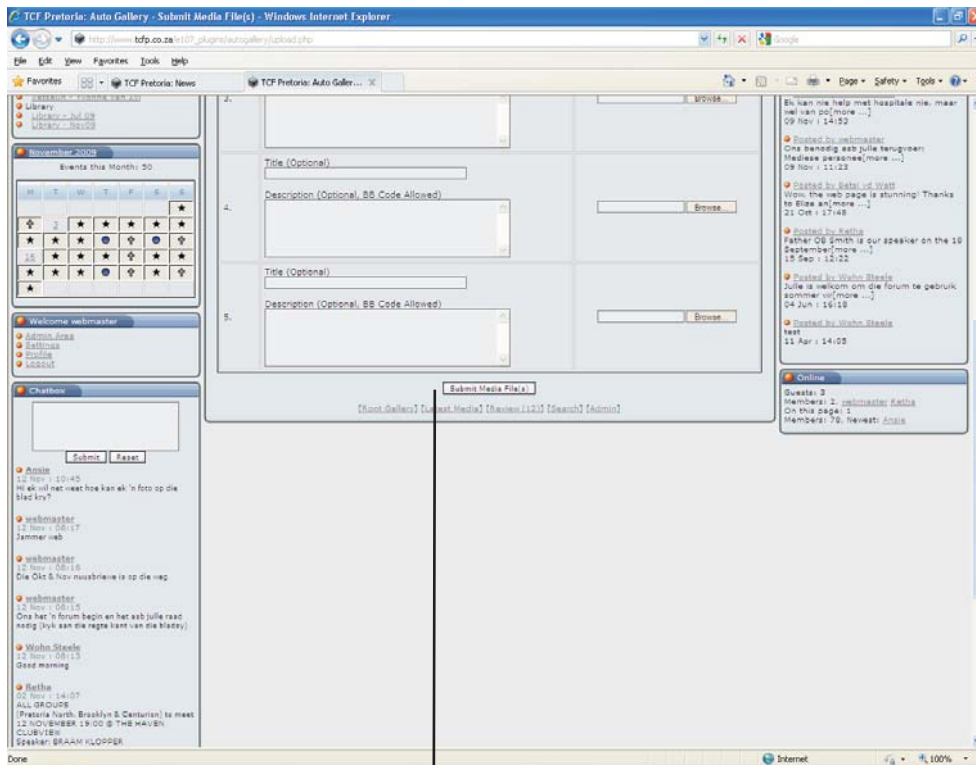 TCF Pretoria: Auto Gallery - Submit Media File(s) - Windows Internet Explorer
http://www.tcfp.co.za/e107_plugins/autogallery/upload.php
Google
File Edit View Favorites Tools Help
Favorites
TCF Pretoria: News
TCF Pretoria: Auto Galler...
Page Safety Tools
Library
Library - Jul 09
Library - Nov09
November 2009
Events this Month: 50
M T W T F S S
2
16
Welcome webmaster
Admin Area
Settings
Profile
Logout
Chatbox
Submit Reset
Ansie
12 Nov : 10:45
Hi ek wil net weet hoe kan ek 'n foto op die
blad kry?
webmaster
12 Nov : 08:17
Jammer web
webmaster
12 Nov : 08:16
Die Okt & Nov nuusbriewe is op die weg
webmaster
12 Nov : 08:15
Ons het 'n forum begin en het asb julle raad
nodig (kyk aan die regte kant van die bladsy)
Wohn Steele
12 Nov : 08:13
Good morning
Retha
02 Nov : 14:07
ALL GROUPS
(Pretoria North, Brooklyn & Centurion) to meet
12 NOVEMBER 19:00 @ THE HAVEN
CLUBVIEW
Speaker: BRAAM KLOPPER
3.
Browse...
Title (Optional)
Description (Optional, BB Code Allowed)
4.
Browse...
Title (Optional)
Description (Optional, BB Code Allowed)
5.
Browse...
Submit Media File(s)
[Root Gallery] [Latest Media] [Review (12)] [Search] [Admin]
Ek kan nie help met hospitale nie, maar
wel van po[more ...]
09 Nov : 14:53
Posted by webmaster
Ons benodig asb julle terugvoer:
Mediese personee[more ...]
09 Nov : 11:23
Posted by Betsi vd Watt
Wow, the web page is stunning! Thanks
to Elize an[more ...]
21 Oct : 17:48
Posted by Retha
Father OB Smith is our speaker on the 18
September[more ...]
15 Sep : 12:22
Posted by Wohn Steele
Julle is welkom om die forum te gebruik
sommer vir[more ...]
04 Jun : 16:18
Posted by Wohn Steele
test
11 Apr : 14:05
Online
Guests: 3
Members: 2, webmaster Retha
On this page: 1
Members: 78, Newest: Ansie
Done
Internet
100%